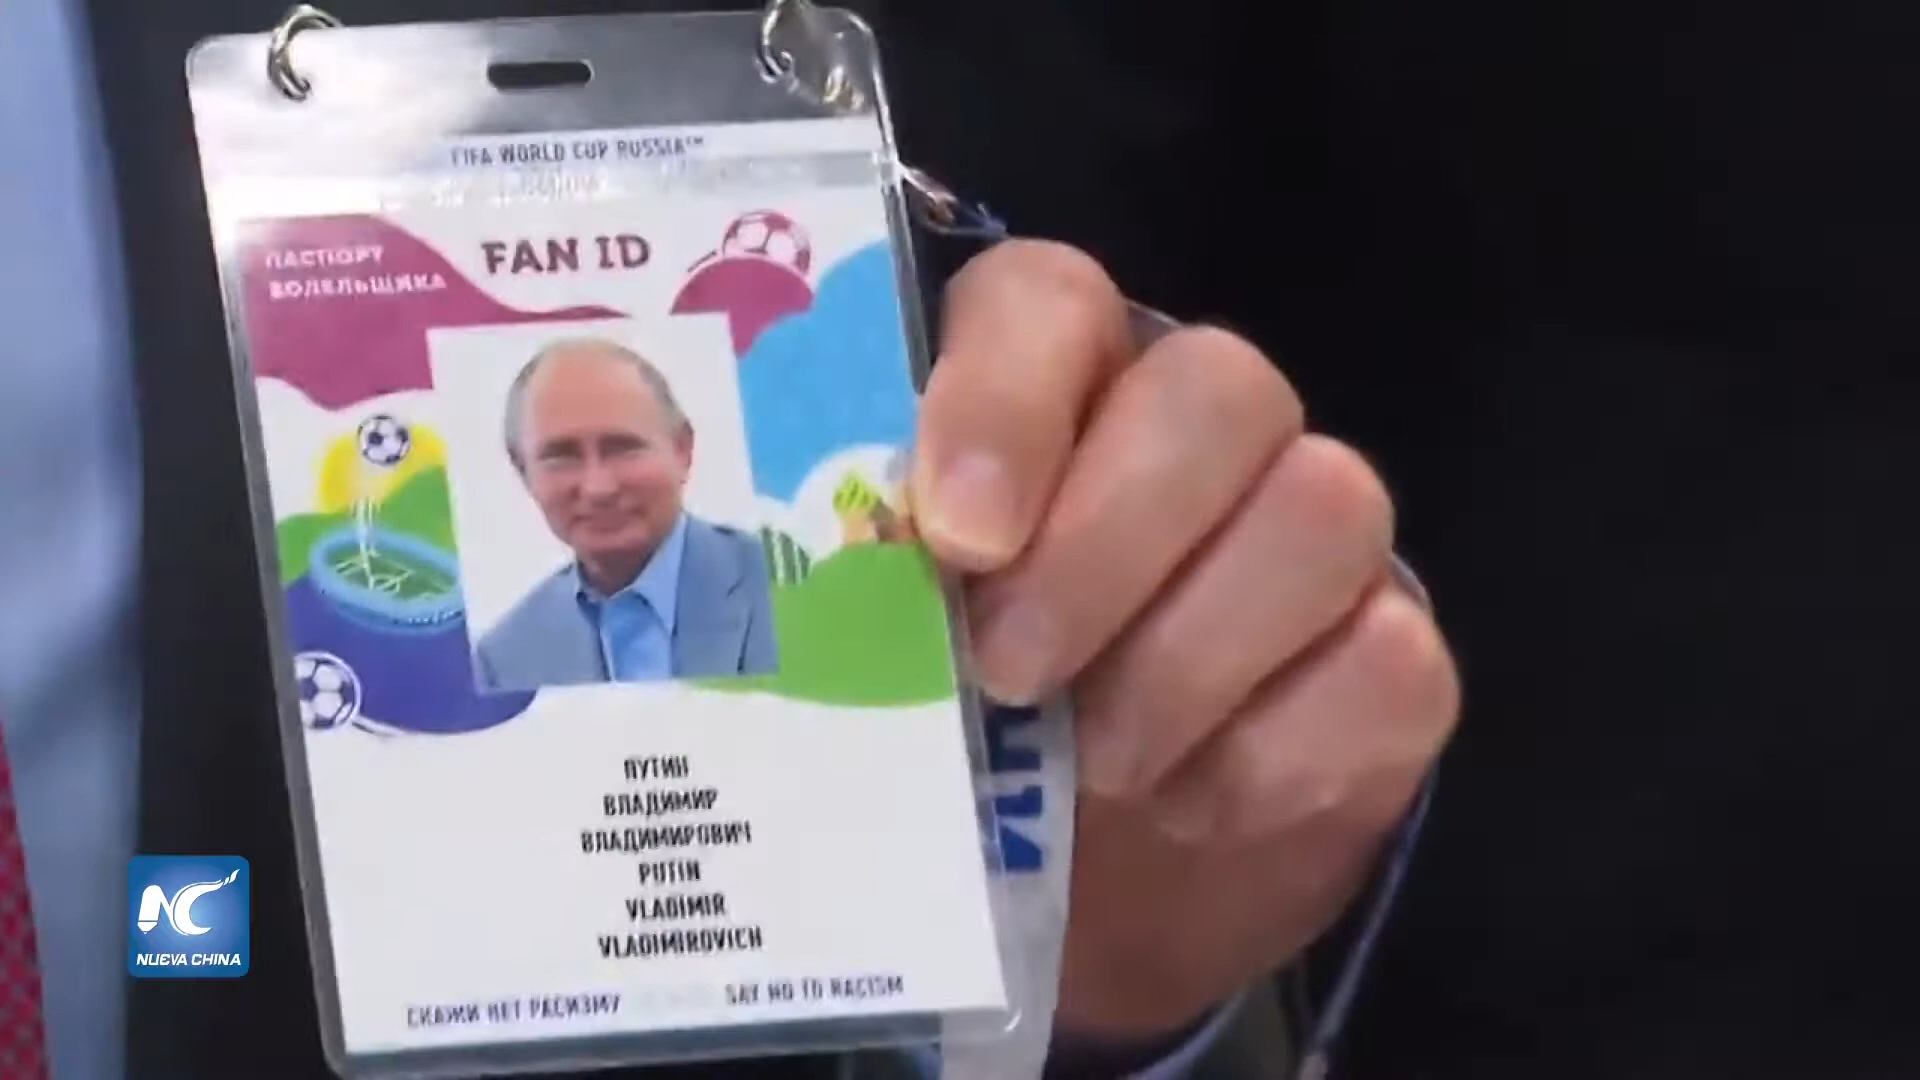 FIFA WORLD CUP RUSSIA™
FAN ID
ПАСПОРТ
БОЛЕЛЬЩИКА
ПУТИН
ВЛАДИМИР
ВЛАДИМИРОВИЧ
PUTIN
VLADIMIR
VLADIMIROVICH
СКАЖИ НЕТ РАСИЗМУ SAY NO TO RACISM
NUEVA CHINA